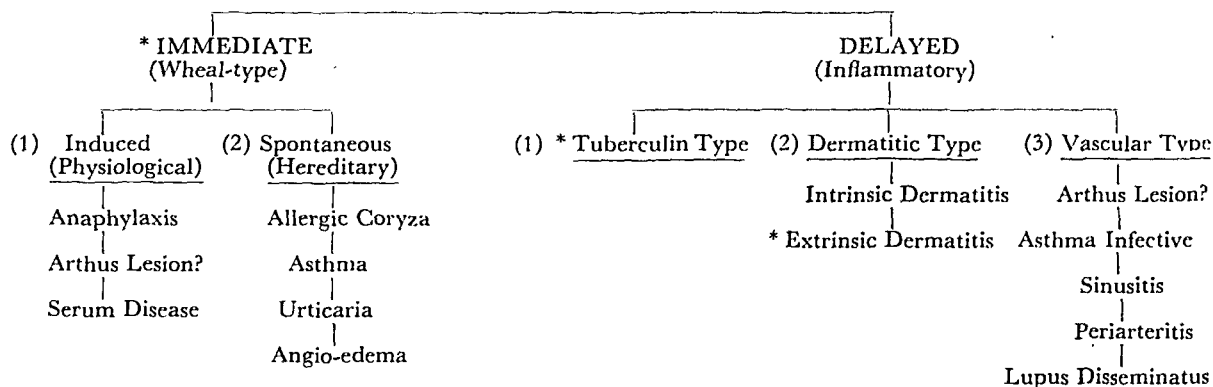 * IMMEDIATE
(Wheal-type)
DELAYED
(Inflammatory)
(1) Induced
(Physiological)
(2) Spontaneous
(Hereditary)
(1) * Tuberculin Type
(2) Dermatitic Type
(3) Vascular Type
Anaphylaxis
Arthus Lesion?
Serum Disease
Allergic Coryza
Asthma
Urticaria
Angio-edema
Intrinsic Dermatitis
* Extrinsic Dermatitis
Arthus Lesion?
Asthma Infective
Sinusitis
Periarteritis
Lupus Disseminatus